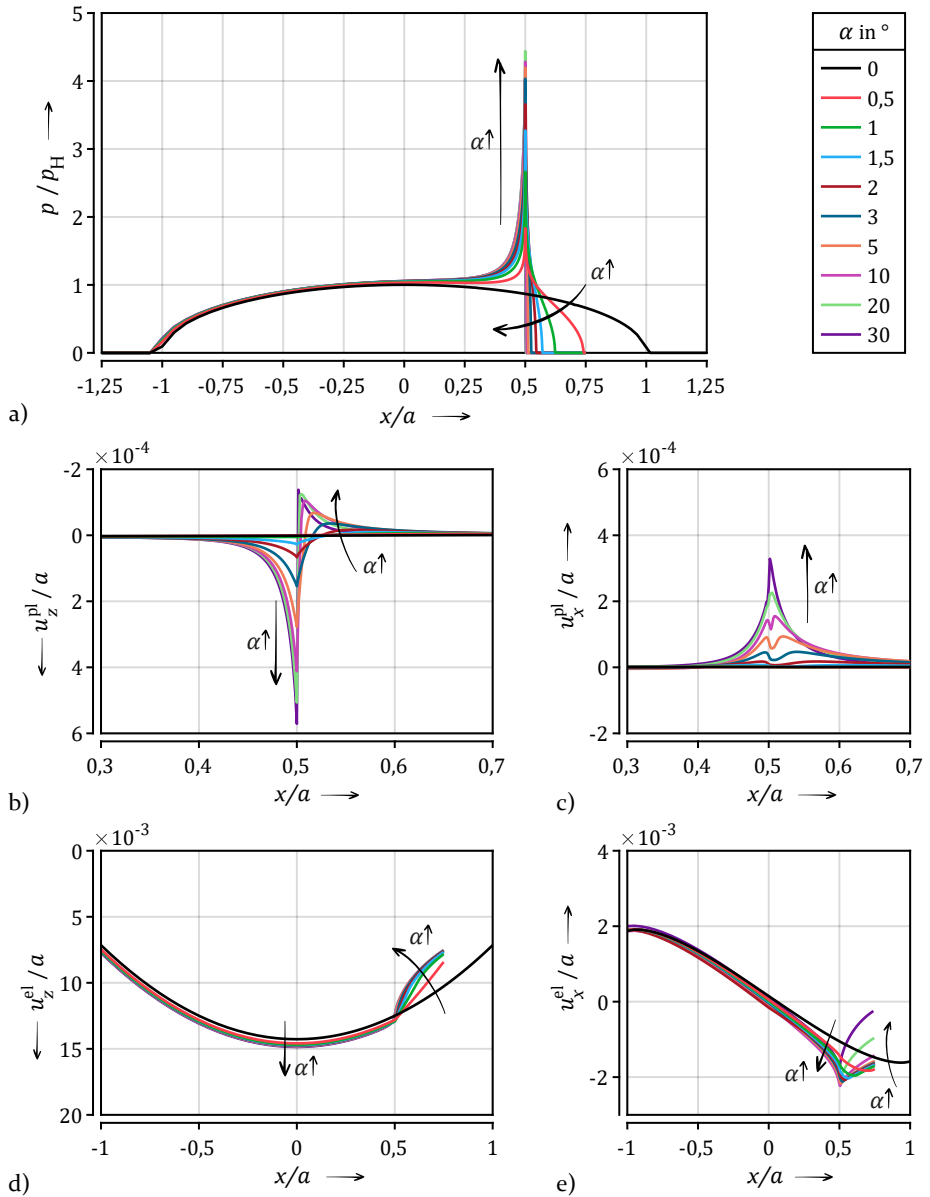 α in °
0
0,5
1
1,5
2
3
5
10
20
30
5
4
3
2
1
0
p / p_H
α↑
α↑
-1,25 -1 -0,75 -0,5 -0,25 0 0,25 0,5 0,75 1 1,25
x/a
a)
×10⁻⁴
-2
0
2
4
6
u_z^pl / a
α↑
α↑
0,3 0,4 0,5 0,6 0,7
x/a
b)
×10⁻⁴
6
4
2
0
-2
u_x^pl / a
α↑
0,3 0,4 0,5 0,6 0,7
x/a
c)
×10⁻³
0
5
10
15
20
u_z^el / a
α↑
α↑
-1 -0,5 0 0,5 1
x/a
d)
×10⁻³
4
2
0
-2
u_x^el / a
α↑
α↑
-1 -0,5 0 0,5 1
x/a
e)